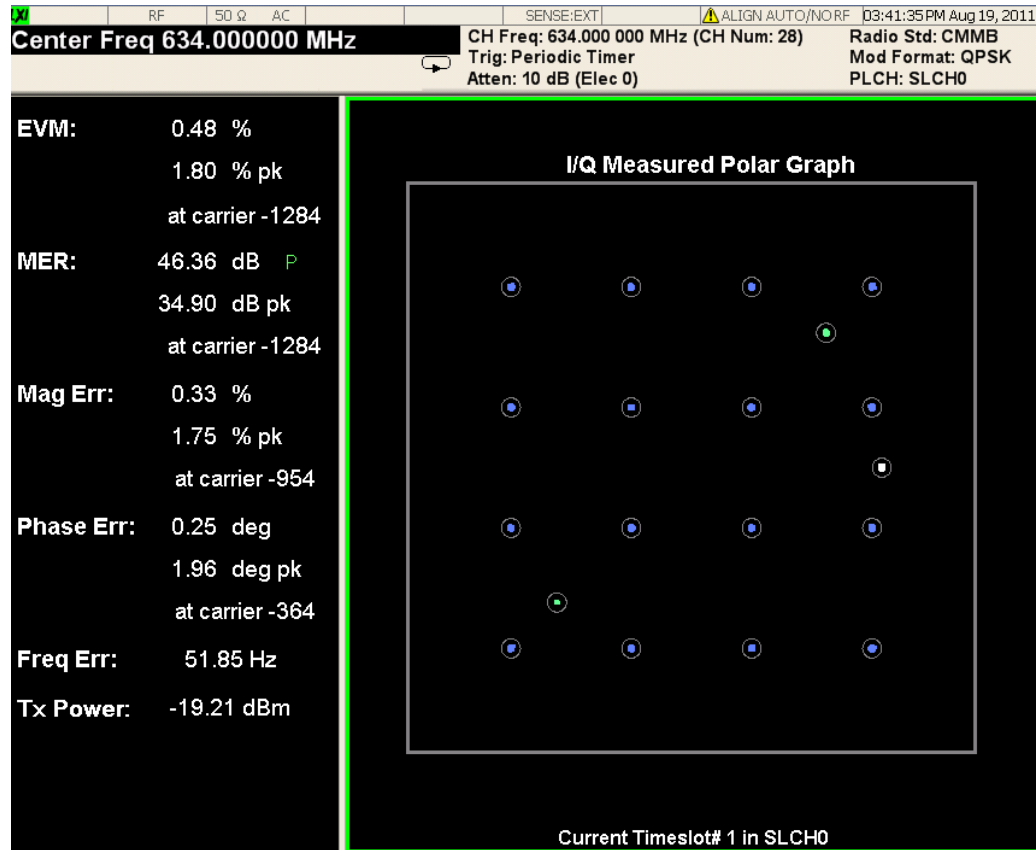 LXI RF 50 Ω AC SENSE:EXT ALIGN AUTO/NO RF 03:41:35 PM Aug 19, 2011
Center Freq 634.000000 MHz
CH Freq: 634.000 000 MHz (CH Num: 28) Radio Std: CMMB
Trig: Periodic Timer Mod Format: QPSK
Atten: 10 dB (Elec 0) PLCH: SLCH0
EVM: 0.48 %
1.80 % pk
at carrier -1284
MER: 46.36 dB P
34.90 dB pk
at carrier -1284
Mag Err: 0.33 %
1.75 % pk
at carrier -954
Phase Err: 0.25 deg
1.96 deg pk
at carrier -364
Freq Err: 51.85 Hz
Tx Power: -19.21 dBm
I/Q Measured Polar Graph
Current Timeslot# 1 in SLCH0